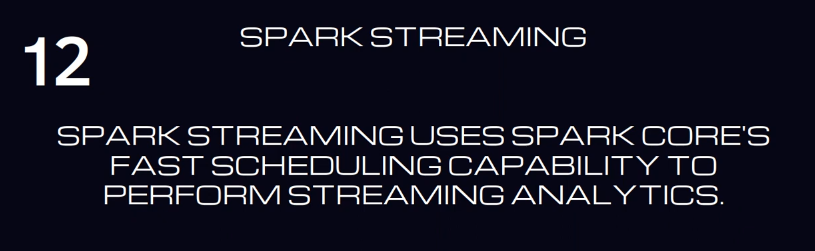 SPARK STREAMING
12
SPARK STREAMING USES SPARK CORE'S
FAST SCHEDULING CAPABILITY TO
PERFORM STREAMING ANALYTICS.